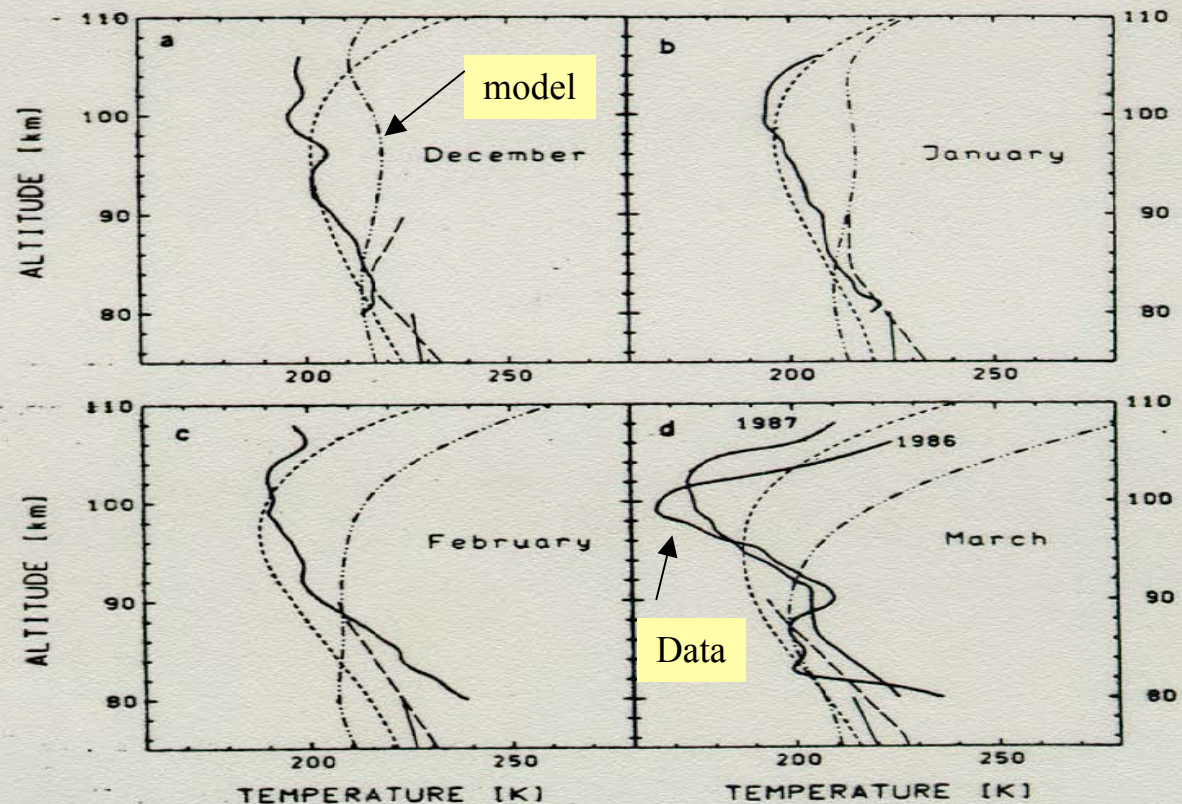 110
a
model
100
December
90
80
200
250
ALTITUDE [km]
b
110
100
January
90
80
200
250
110
c
100
February
90
80
200
250
ALTITUDE [km]
TEMPERATURE [K]
d
1987
1986
110
100
March
90
Data
80
200
250
TEMPERATURE [K]